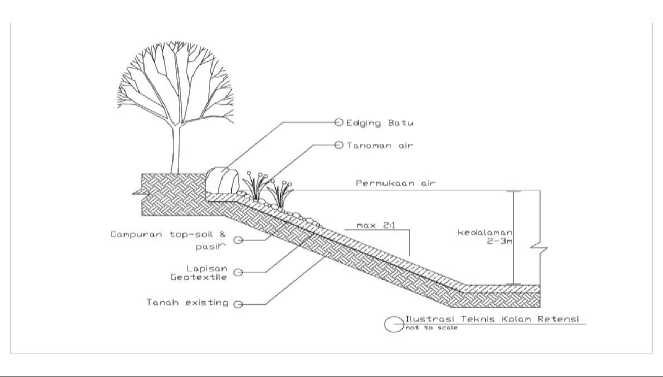 Edging Batu
Tanaman air
Permukaan air
max 2:1
kedalaman
2-3m
Campuran top-soil &
pasir
Lapisan
Geotextile
Tanah existing
Ilustrasi Teknis Kolan Retensi
not to scale